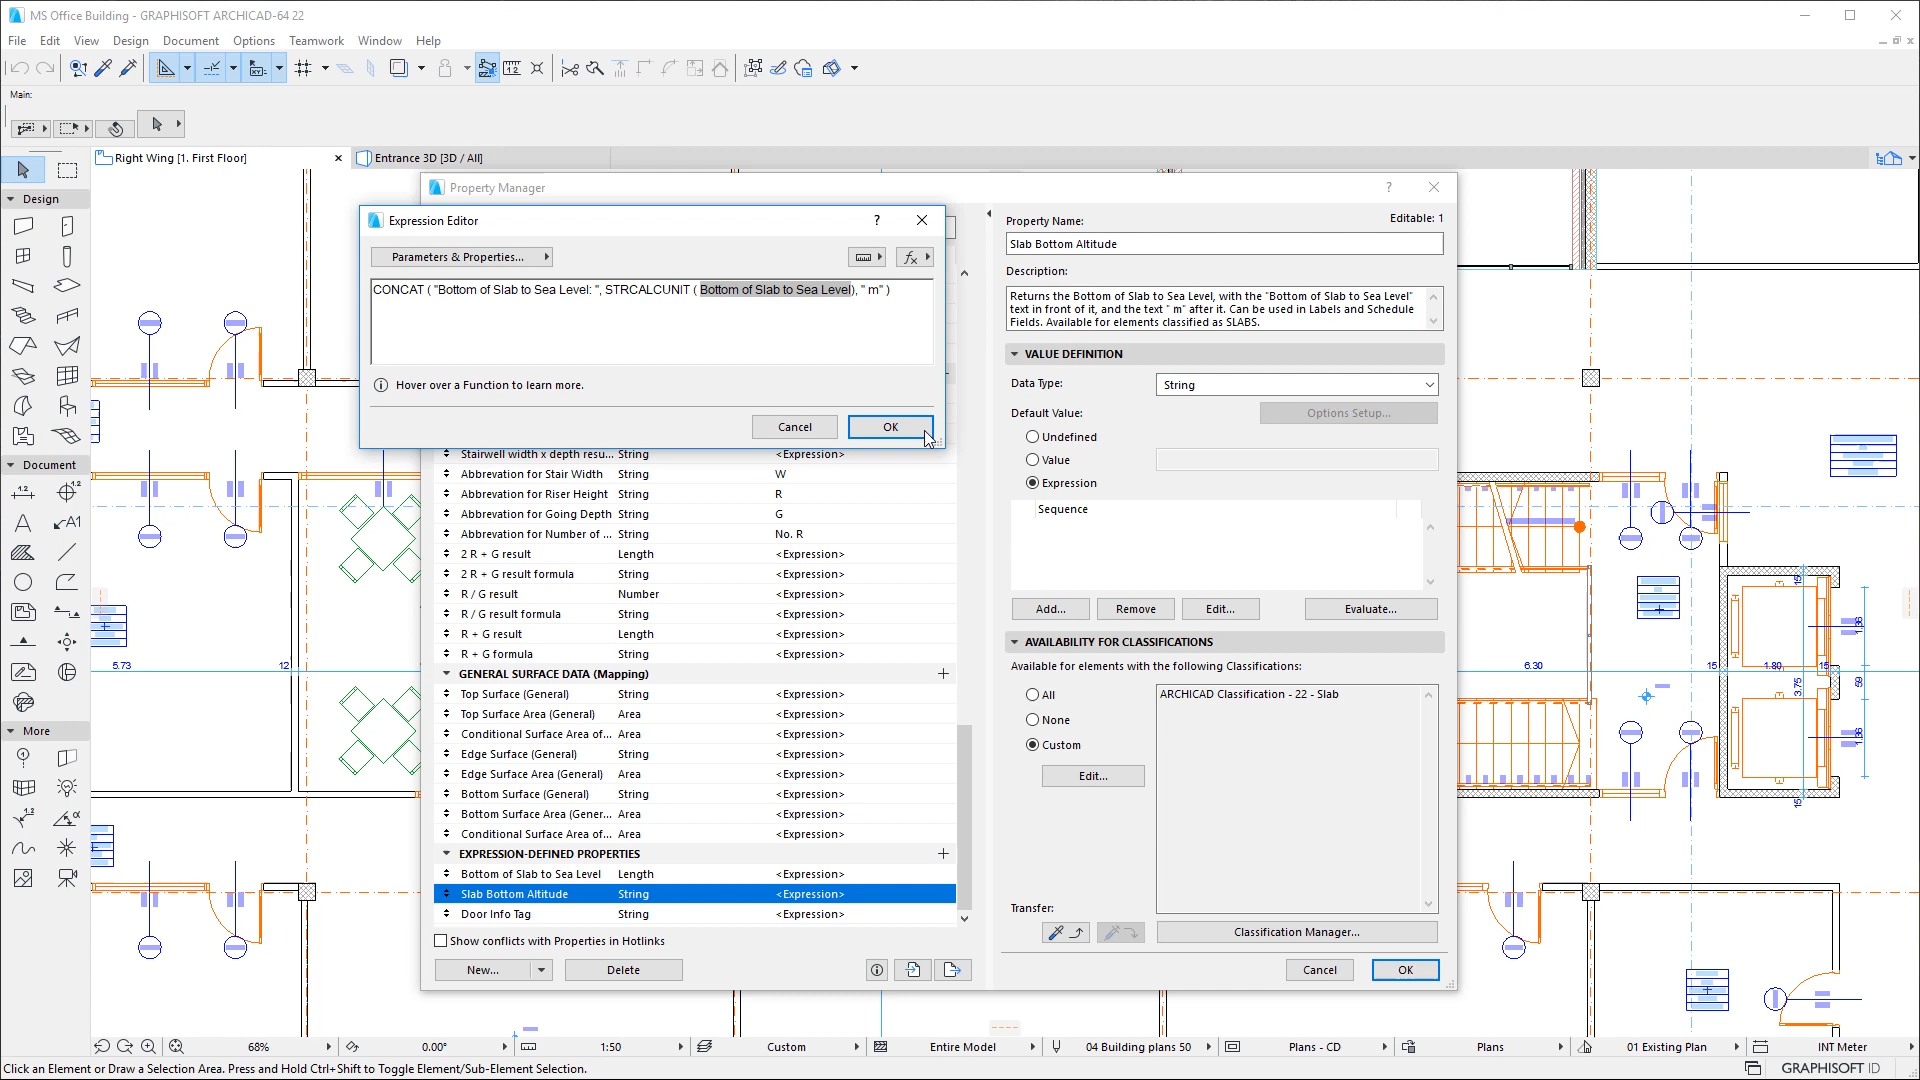 MS Office Building - GRAPHISOFT ARCHICAD-64 22
File Edit View Design Document Options Teamwork Window Help
Main:
Right Wing [1. First Floor]
Entrance 3D [3D / All]
Design
Document
More
Property Manager
?
Expression Editor
?
Parameters & Properties...
CONCAT ( "Bottom of Slab to Sea Level: ", STRCALCUNIT ( Bottom of Slab to Sea Level), " m" )
Hover over a Function to learn more.
Cancel
OK
Stairwell width x depth resu... String <Expression>
Abbrevation for Stair Width String W
Abbrevation for Riser Height String R
Abbrevation for Going Depth String G
Abbrevation for Number of ... String No. R
2 R + G result Length <Expression>
2 R + G result formula String <Expression>
R / G result Number <Expression>
R / G result formula String <Expression>
R + G result Length <Expression>
R + G formula String <Expression>
GENERAL SURFACE DATA (Mapping)
Top Surface (General) String <Expression>
Top Surface Area (General) Area <Expression>
Conditional Surface Area of... Area <Expression>
Edge Surface (General) String <Expression>
Edge Surface Area (General) Area <Expression>
Bottom Surface (General) String <Expression>
Bottom Surface Area (Gener... Area <Expression>
Conditional Surface Area of... Area <Expression>
EXPRESSION-DEFINED PROPERTIES
Bottom of Slab to Sea Level Length <Expression>
Slab Bottom Altitude String <Expression>
Door Info Tag String <Expression>
Show conflicts with Properties in Hotlinks
New...
Delete
Property Name:
Editable: 1
Slab Bottom Altitude
Description:
Returns the Bottom of Slab to Sea Level, with the "Bottom of Slab to Sea Level"
text in front of it, and the text " m" after it. Can be used in Labels and Schedule
Fields. Available for elements classified as SLABS.
VALUE DEFINITION
Data Type:
String
Default Value:
Options Setup...
Undefined
Value
Expression
Sequence
Add...
Remove
Edit...
Evaluate...
AVAILABILITY FOR CLASSIFICATIONS
Available for elements with the following Classifications:
All
None
Custom
Edit...
ARCHICAD Classification - 22 - Slab
Transfer:
Classification Manager...
Cancel
OK
5.73
12
6.30
15
1.80
15
3.75
59
1.36
1.36
15
15
68%
0.00°
1:50
Custom
Entire Model
04 Building plans 50
Plans - CD
Plans
01 Existing Plan
INT Meter
Click an Element or Draw a Selection Area. Press and Hold Ctrl+Shift to Toggle Element/Sub-Element Selection.
GRAPHISOFT ID